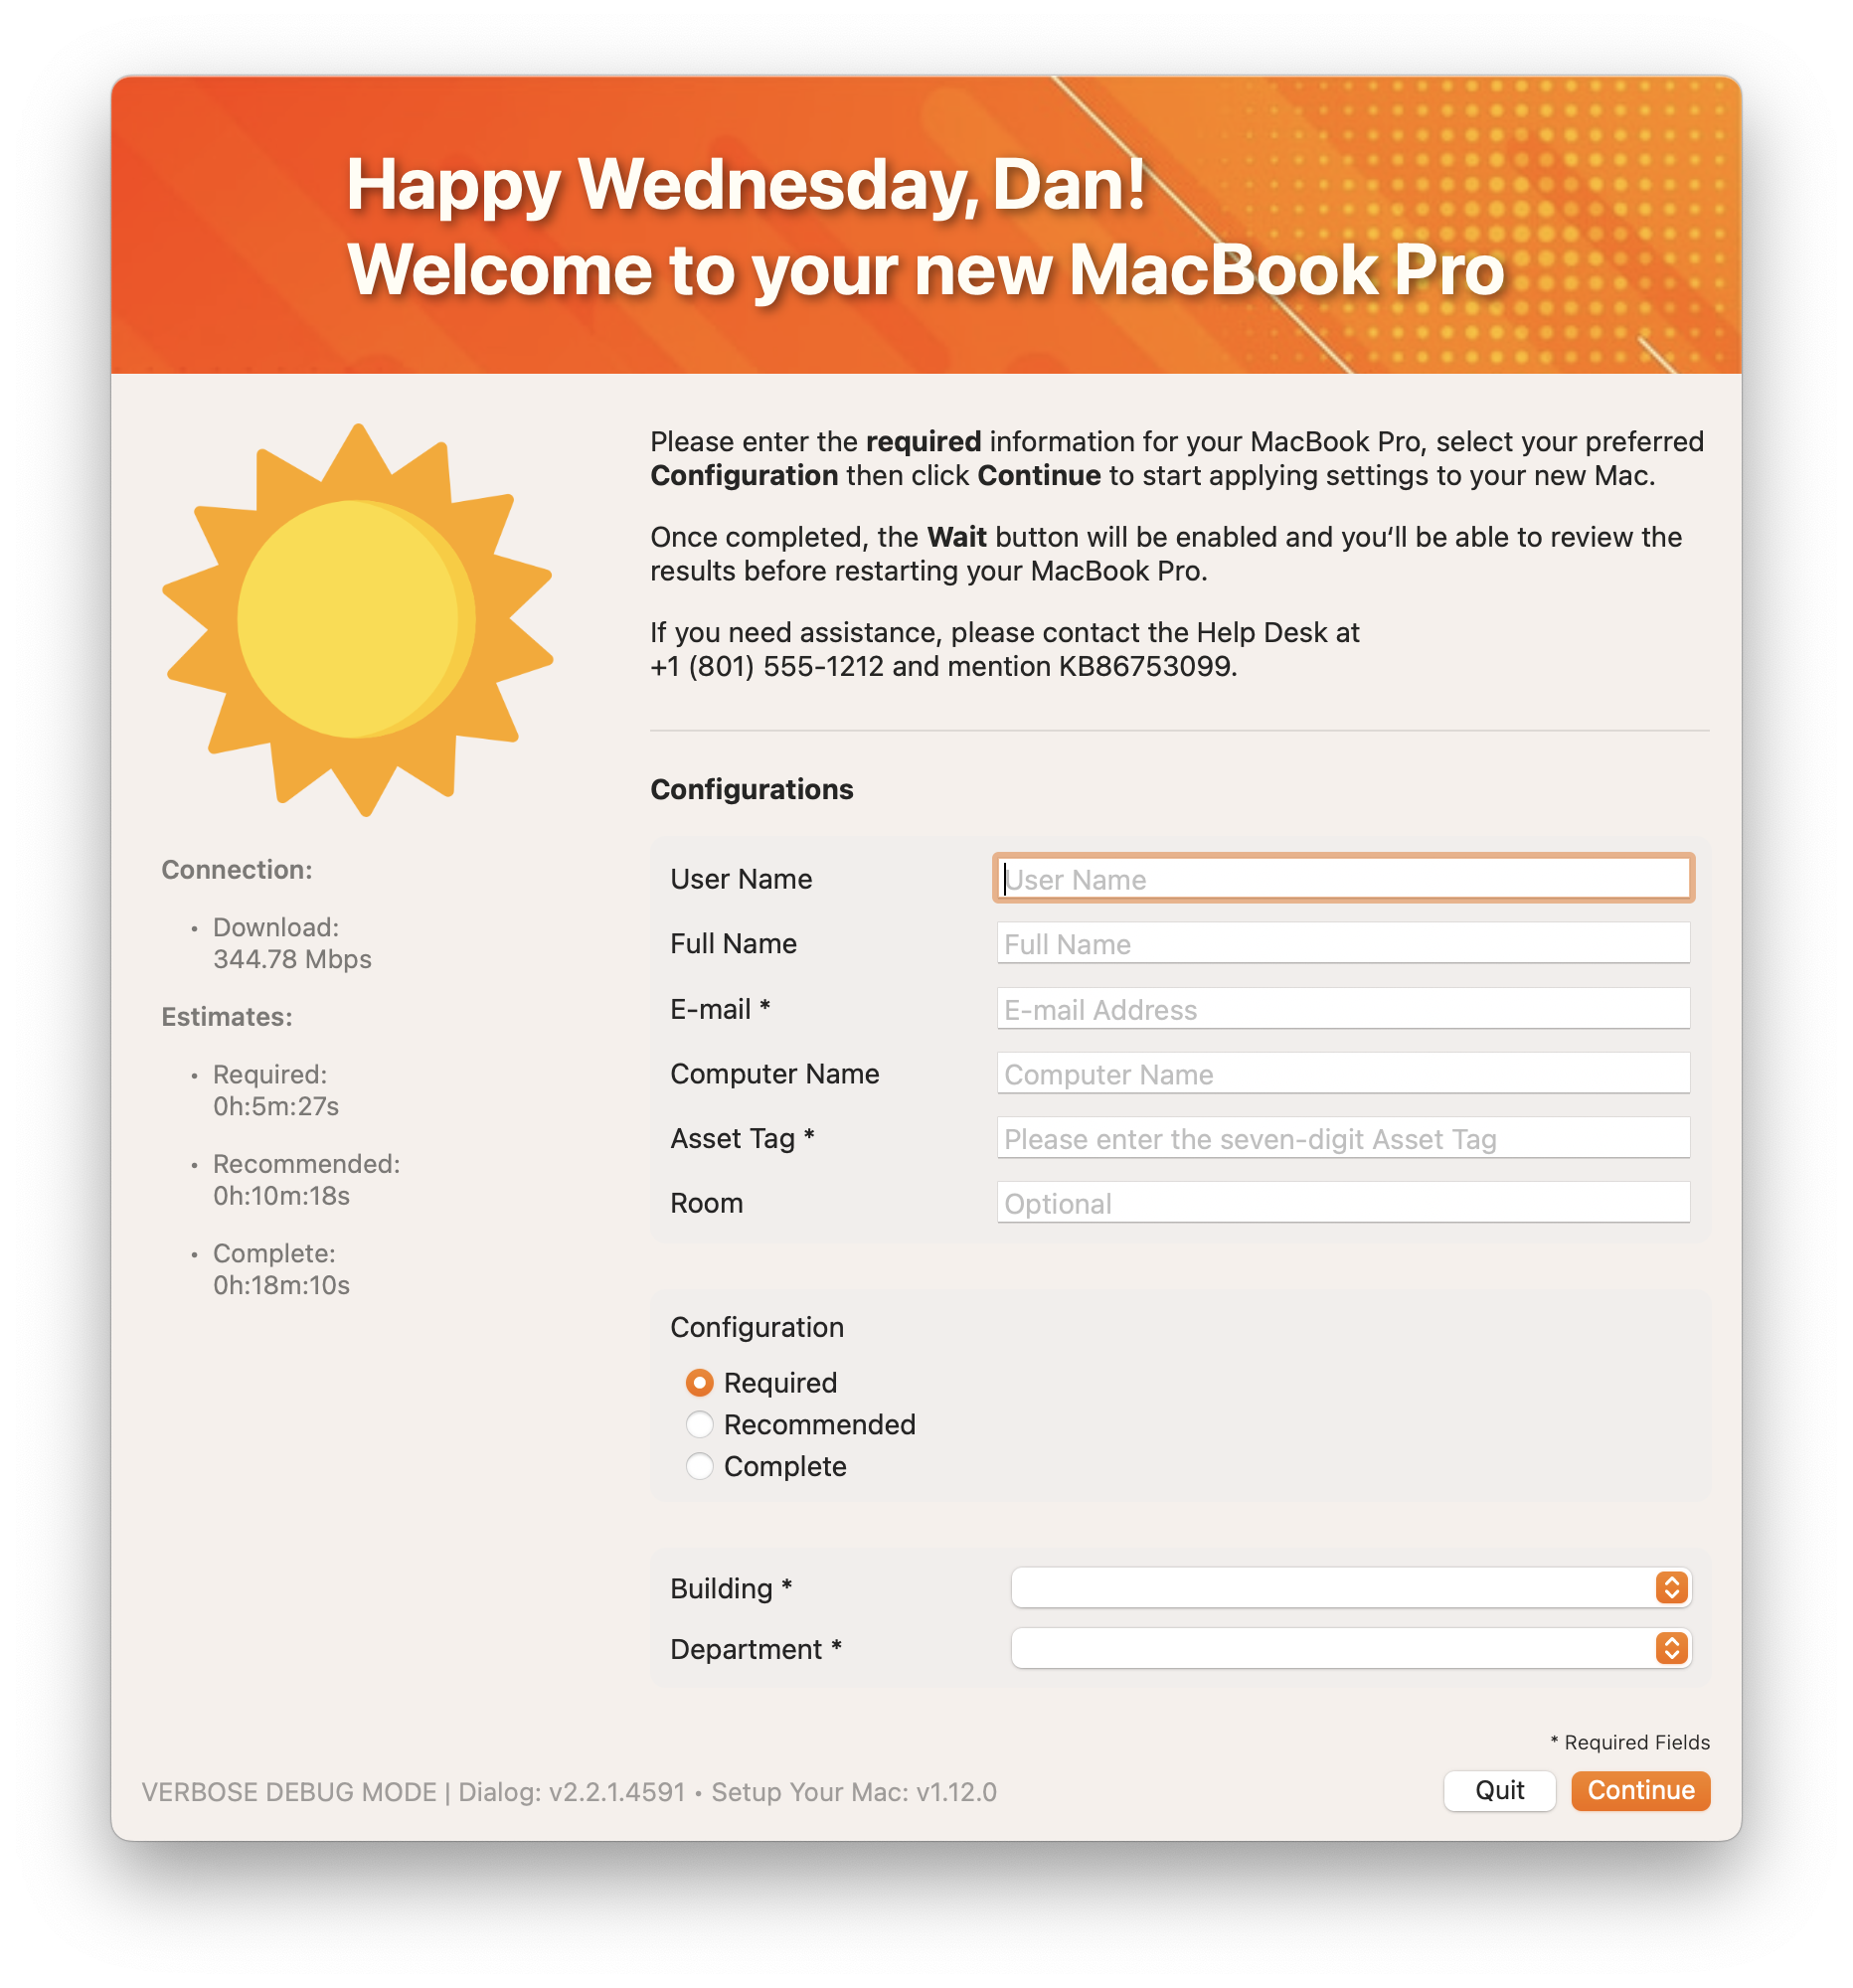 Happy Wednesday, Dan!
Welcome to your new MacBook Pro
Please enter the required information for your MacBook Pro, select your preferred
Configuration then click Continue to start applying settings to your new Mac.
Once completed, the Wait button will be enabled and you‘ll be able to review the
results before restarting your MacBook Pro.
If you need assistance, please contact the Help Desk at
+1 (801) 555-1212 and mention KB86753099.
Connection:
• Download:
344.78 Mbps
Estimates:
• Required:
0h:5m:27s
• Recommended:
0h:10m:18s
• Complete:
0h:18m:10s
Configurations
User Name User Name
Full Name Full Name
E-mail * E-mail Address
Computer Name Computer Name
Asset Tag * Please enter the seven-digit Asset Tag
Room Optional
Configuration
Required
Recommended
Complete
Building *
Department *
* Required Fields
VERBOSE DEBUG MODE | Dialog: v2.2.1.4591 • Setup Your Mac: v1.12.0
Quit Continue